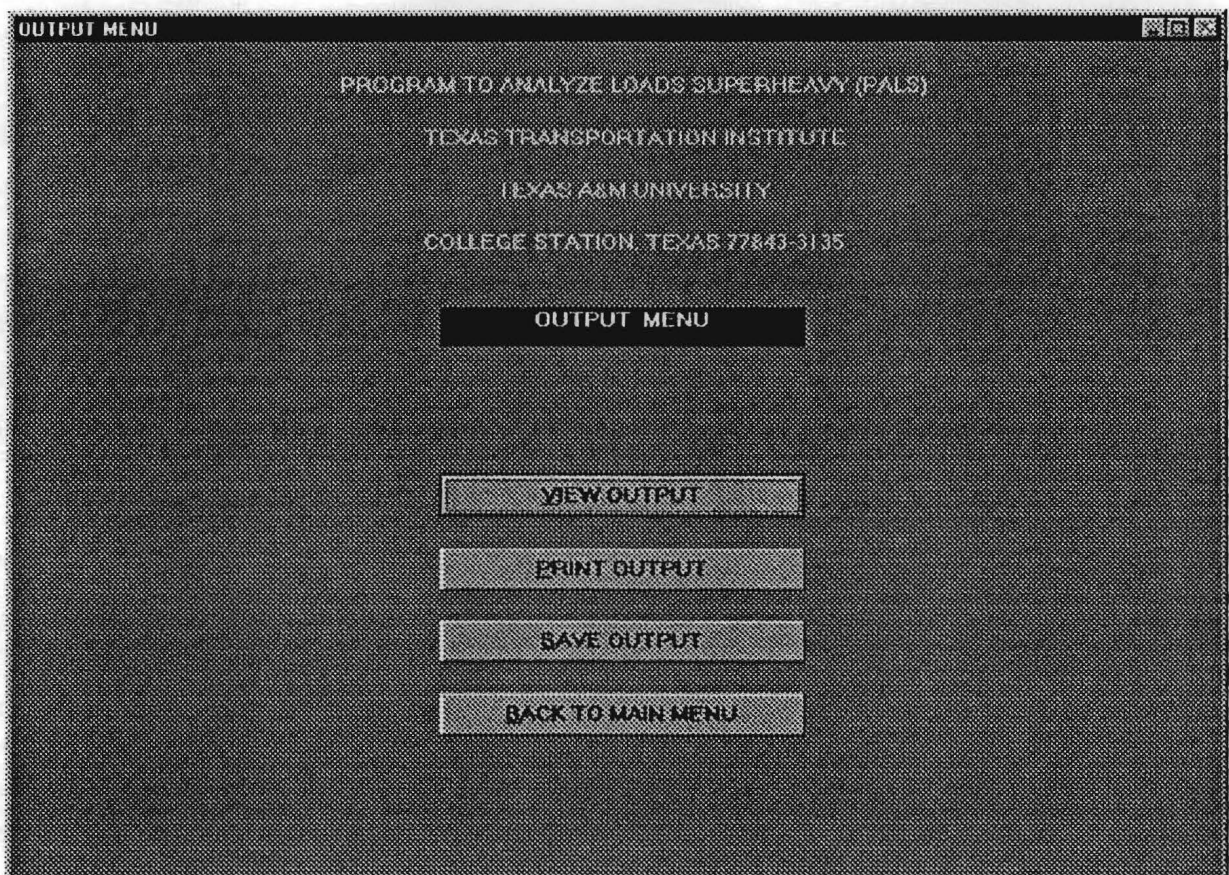 OUTPUT MENU
PROGRAM TO ANALYZE LOADS SUPERHEAVY (PALS)
TEXAS TRANSPORTATION INSTITUTE
TEXAS A&M UNIVERSITY
COLLEGE STATION, TEXAS 77843-3135
OUTPUT MENU
VIEW OUTPUT
PRINT OUTPUT
SAVE OUTPUT
BACK TO MAIN MENU